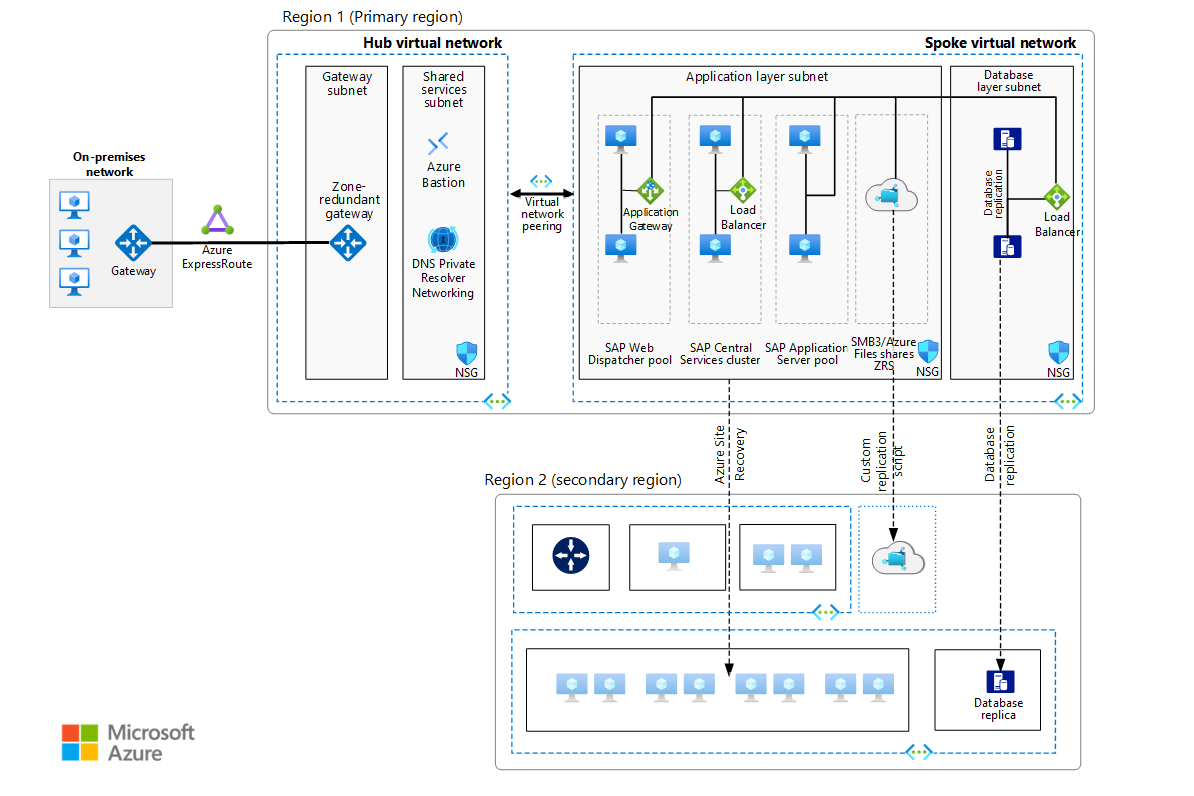 Region 1 (Primary region)
Hub virtual network
Spoke virtual network
Gateway
subnet
Shared
services
subnet
Application layer subnet
Database
layer subnet
On-premises
network
Azure
Bastion
Zone-
redundant
gateway
Virtual
network
peering
Application
Gateway
Load
Balancer
Database
replication
Load
Balancer
Gateway
Azure
ExpressRoute
DNS Private
Resolver
Networking
SAP Web
Dispatcher pool
SAP Central
Services cluster
SAP Application
Server pool
SMB3/Azure
Files shares
ZRS
NSG
NSG
NSG
Azure Site
Recovery
Custom
replication
script
Database
replication
Region 2 (secondary region)
Database
replica
Microsoft
Azure